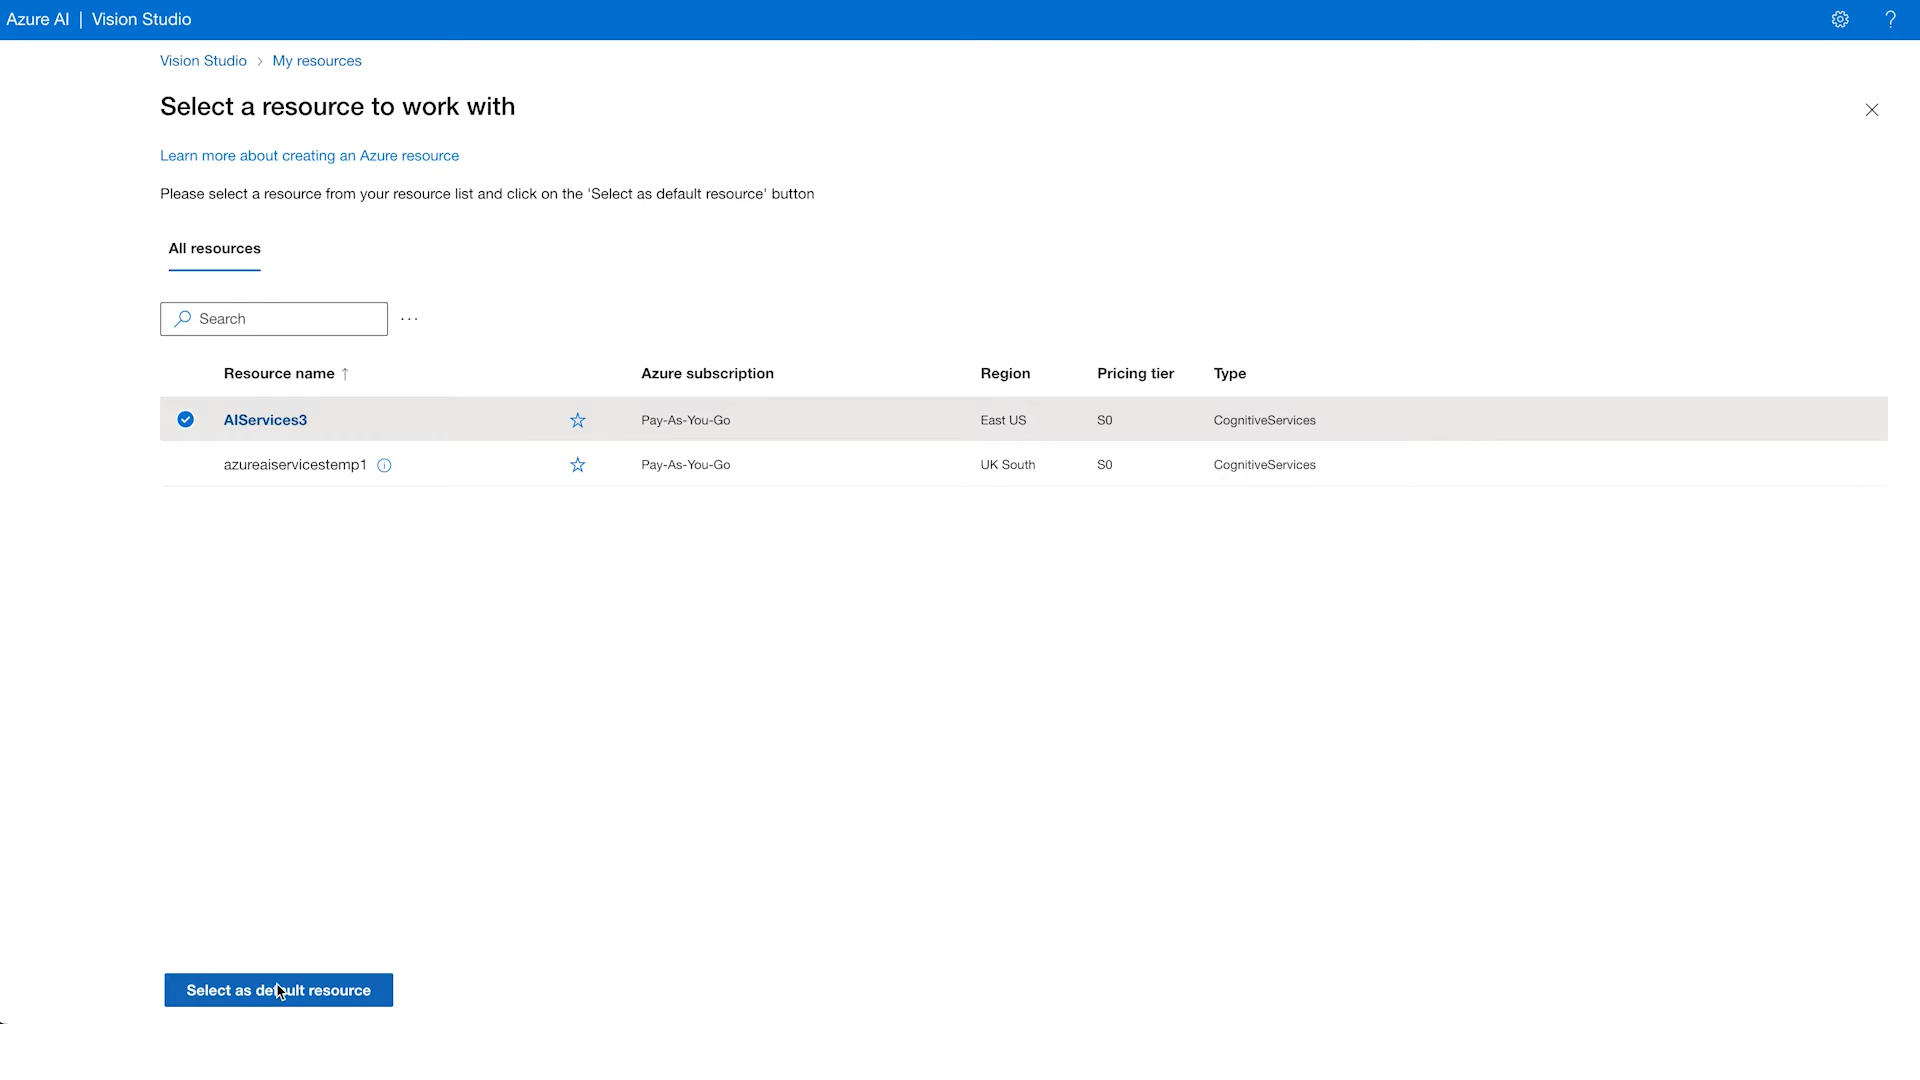 Azure AI | Vision Studio
Vision Studio > My resources
Select a resource to work with
Learn more about creating an Azure resource
Please select a resource from your resource list and click on the 'Select as default resource' button
All resources
Search ...
Resource name ↑ Azure subscription Region Pricing tier Type
AIServices3 Pay-As-You-Go East US S0 CognitiveServices
azureaiservicestemp1 Pay-As-You-Go UK South S0 CognitiveServices
Select as default resource